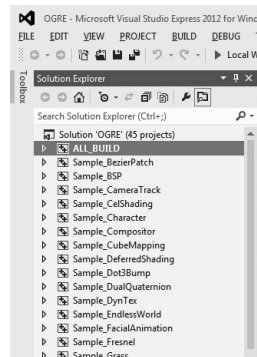 OGRE - Microsoft Visual Studio Express 2012 for Winc
FILE EDIT VIEW PROJECT BUILD DEBUG
Local W
Toolbox
Solution Explorer
Search Solution Explorer (Ctrl+;)
Solution 'OGRE' (45 projects)
ALL_BUILD
Sample_BezierPatch
Sample_BSP
Sample_CameraTrack
Sample_CelShading
Sample_Character
Sample_Compositor
Sample_CubeMapping
Sample_DeferredShading
Sample_Dot3Bump
Sample_DualQuaternion
Sample_DynTex
Sample_EndlessWorld
Sample_FacialAnimation
Sample_Fresnel
Sample_Grass